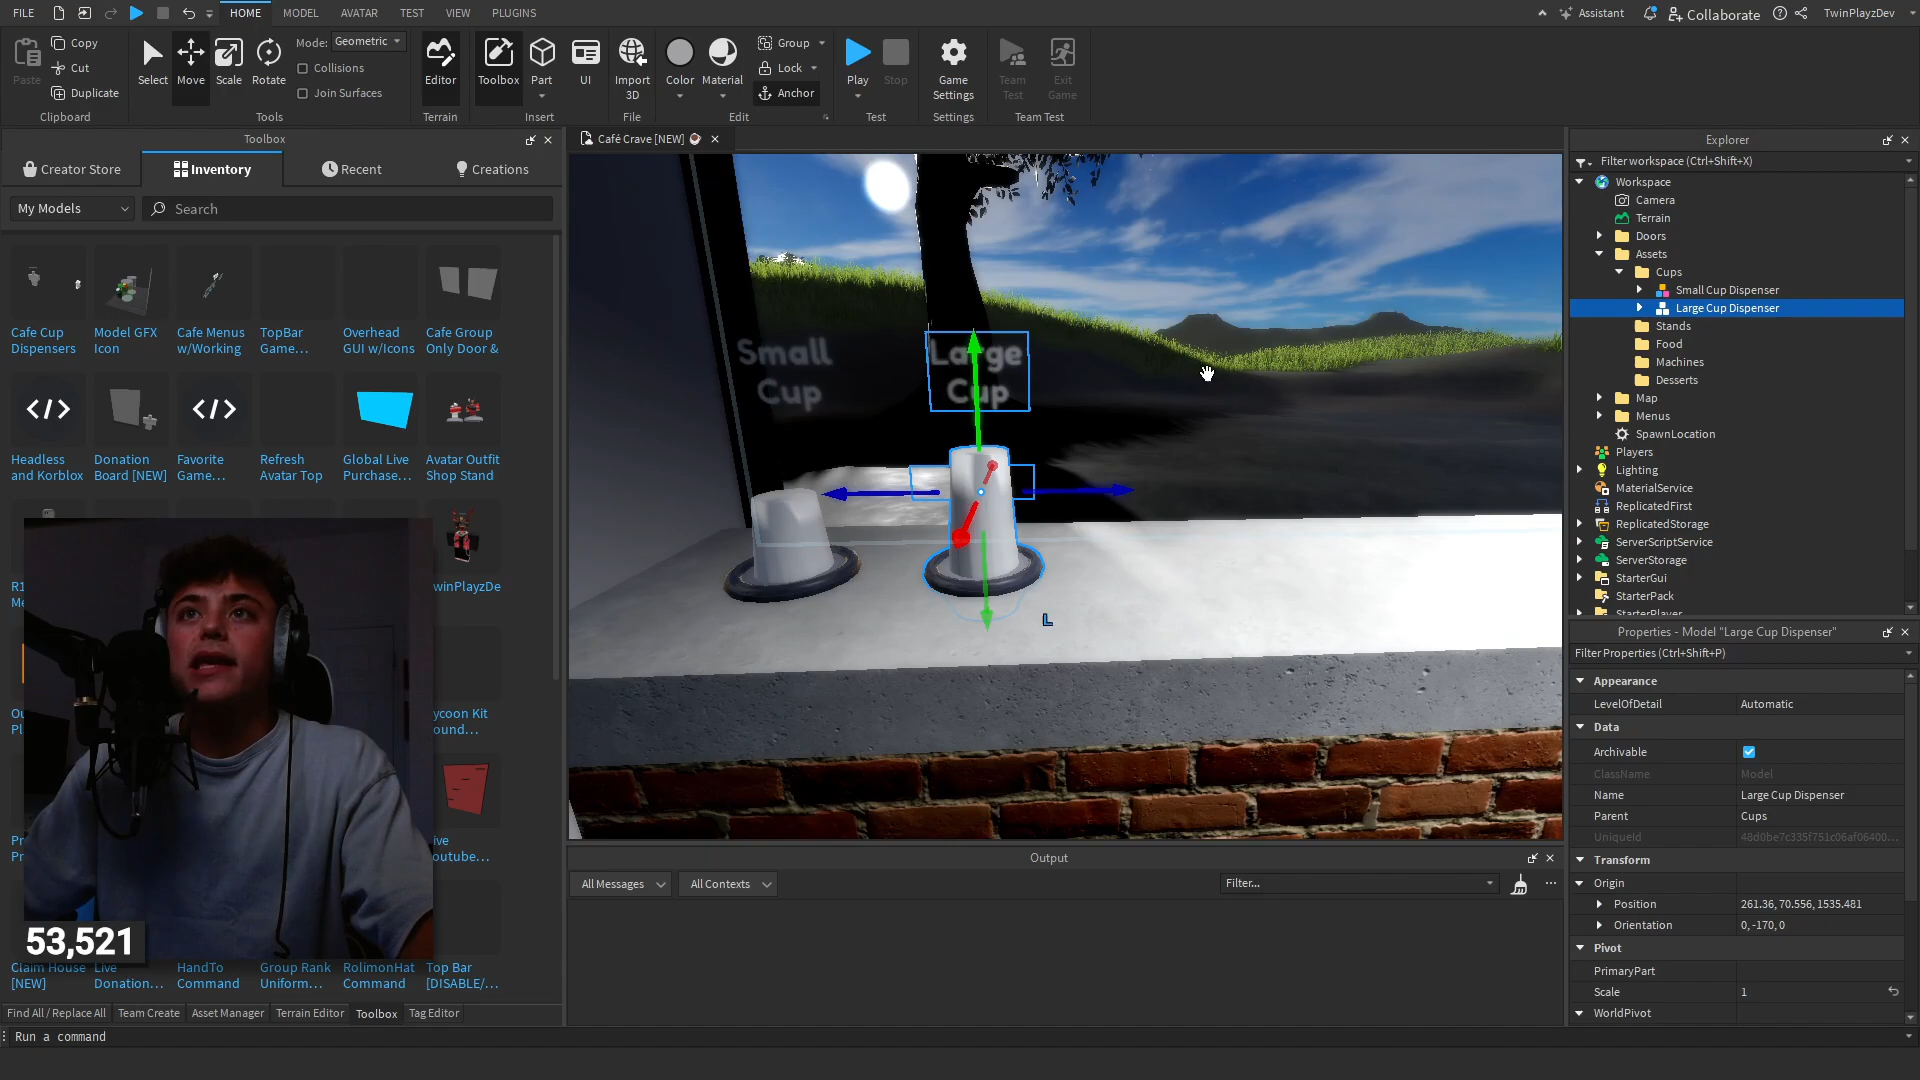 FILE
HOME
MODEL
AVATAR
TEST
VIEW
PLUGINS
Assistant
Collaborate
TwinPlayzDev
Paste
Copy
Cut
Duplicate
Clipboard
Select
Move
Scale
Rotate
Mode: Geometric
Collisions
Join Surfaces
Tools
Editor
Terrain
Toolbox
Part
UI
Insert
Import
3D
File
Color
Material
Group
Lock
Anchor
Edit
Play
Stop
Test
Game
Settings
Settings
Team
Test
Exit
Game
Team Test
Toolbox
Creator Store
Inventory
Recent
Creations
My Models
Search
Cafe Cup
Dispensers
Model GFX
Icon
Cafe Menus
w/Working
TopBar
Game...
Overhead
GUI w/Icons
Cafe Group
Only Door &
Headless
and Korblox
Donation
Board [NEW]
Favorite
Game...
Refresh
Avatar Top
Global Live
Purchase...
Avatar Outfit
Shop Stand
53,521
Claim House
[NEW]
Live
Donation...
HandTo
Command
Group Rank
Uniform...
RolimonHat
Command
Top Bar
[DISABLE/...
Find All / Replace All
Team Create
Asset Manager
Terrain Editor
Toolbox
Tag Editor
Run a command
Café Crave [NEW]
Small
Cup
Large
Cup
L
Output
All Messages
All Contexts
Filter...
Explorer
Filter workspace (Ctrl+Shift+X)
Workspace
Camera
Terrain
Doors
Assets
Cups
Small Cup Dispenser
Large Cup Dispenser
Stands
Food
Machines
Desserts
Map
Menus
SpawnLocation
Players
Lighting
MaterialService
ReplicatedFirst
ReplicatedStorage
ServerScriptService
ServerStorage
StarterGui
StarterPack
StarterPlayer
Properties - Model "Large Cup Dispenser"
Filter Properties (Ctrl+Shift+P)
Appearance
LevelOfDetail Automatic
Data
Archivable
ClassName Model
Name Large Cup Dispenser
Parent Cups
UniqueId 48d0be7c335f751c06af06400...
Transform
Origin
Position 261.36, 70.556, 1535.481
Orientation 0, -170, 0
Pivot
PrimaryPart
Scale 1
WorldPivot